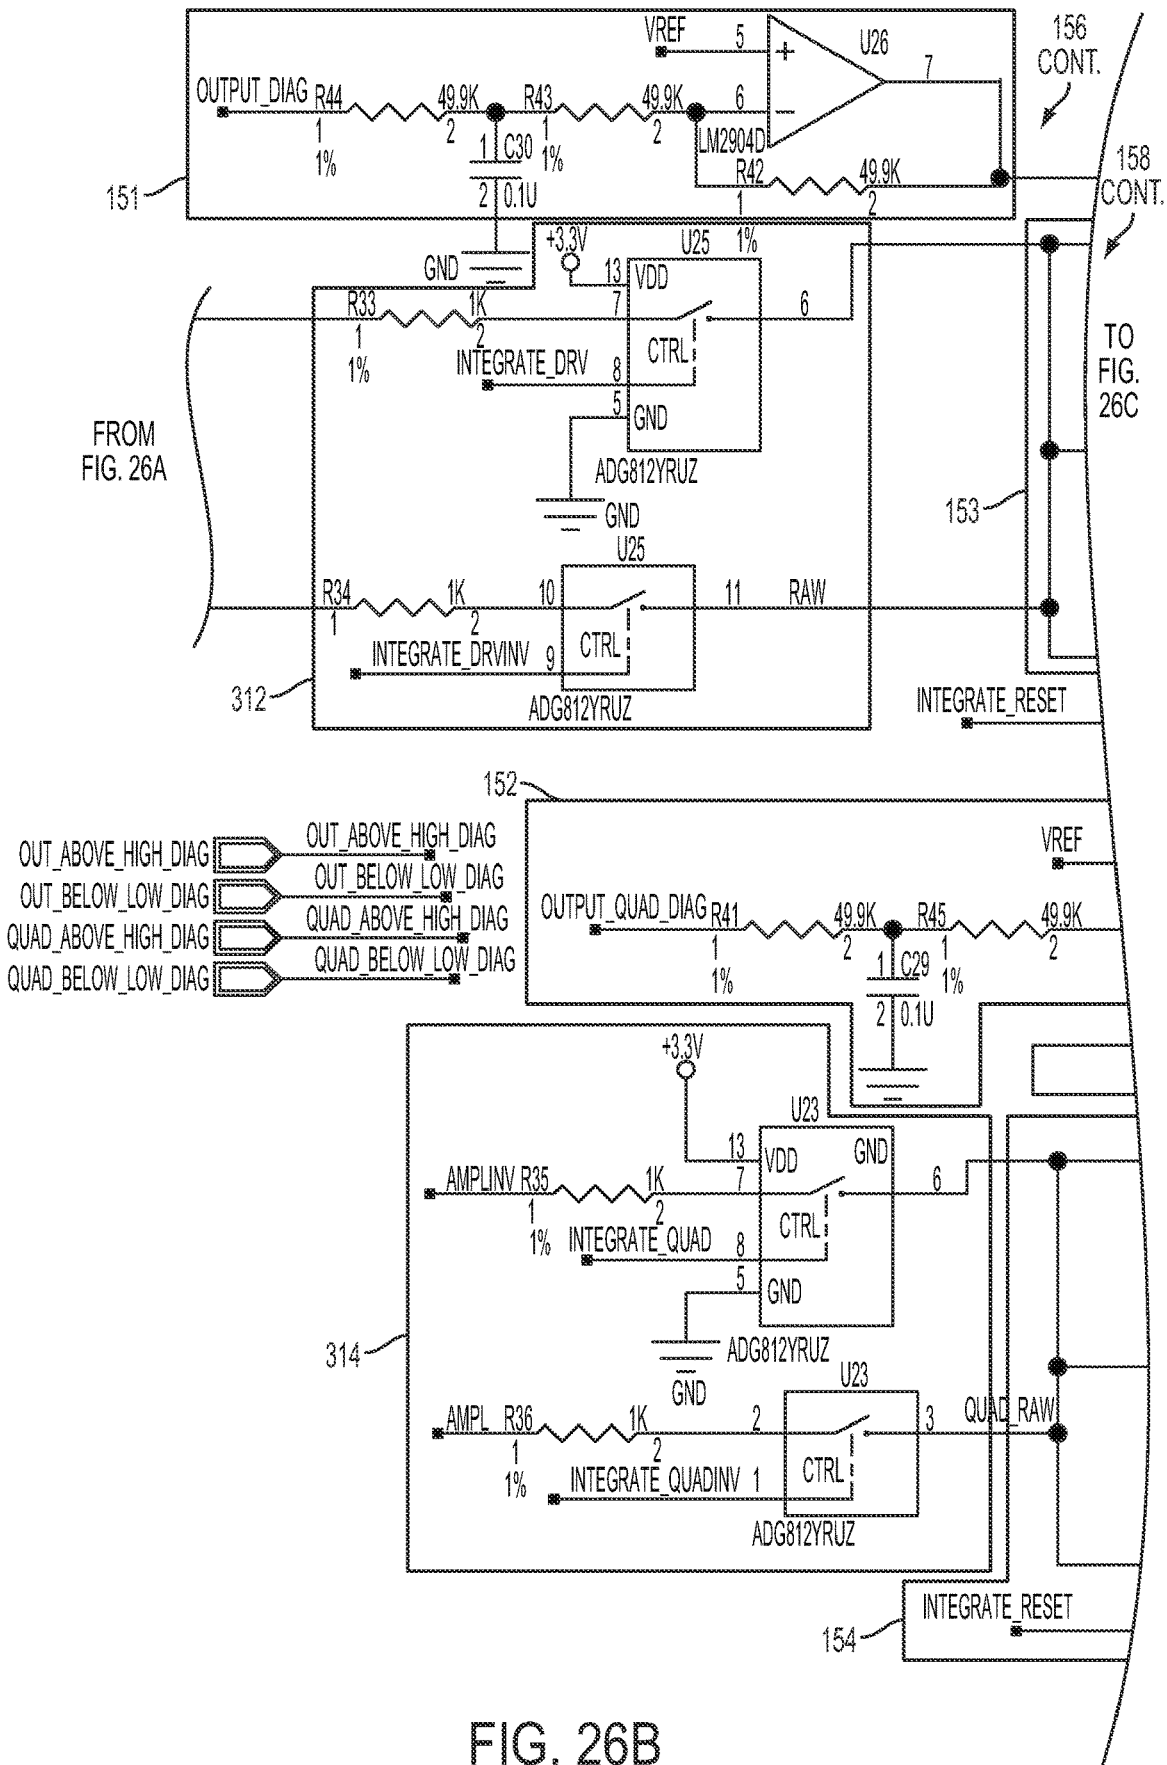 156
CONT.
VREF
5
U26
7
OUTPUT_DIAG
R44
49.9K
R43
49.9K
6
1
2
1
2
LM2904D
1%
1
C30
1%
2
0.1U
R42
49.9K
1
2
1%
151
158
CONT.
GND
+3.3V
U25
13
VDD
R33
1K
7
6
1
2
1%
INTEGRATE_DRV
8
CTRL
5
GND
TO
FIG.
26C
FROM
FIG. 26A
ADG812YRUZ
GND
153
U25
R34
1K
10
11
RAW
1
2
CTRL
INTEGRATE_DRVINV
9
312
ADG812YRUZ
INTEGRATE_RESET
152
OUT_ABOVE_HIGH_DIAG
OUT_ABOVE_HIGH_DIAG
OUT_BELOW_LOW_DIAG
OUT_BELOW_LOW_DIAG
QUAD_ABOVE_HIGH_DIAG
QUAD_ABOVE_HIGH_DIAG
QUAD_BELOW_LOW_DIAG
QUAD_BELOW_LOW_DIAG
VREF
OUTPUT_QUAD_DIAG
R41
49.9K
R45
49.9K
1
2
1
2
1%
1
C29
1%
2
0.1U
+3.3V
U23
13
VDD
GND
AMPLINV
R35
1K
7
6
1
2
1%
INTEGRATE_QUAD
8
CTRL
5
GND
314
ADG812YRUZ
GND
U23
AMPL
R36
1K
2
3
QUAD_RAW
1
2
1%
INTEGRATE_QUADINV
1
CTRL
ADG812YRUZ
154
INTEGRATE_RESET
FIG. 26B